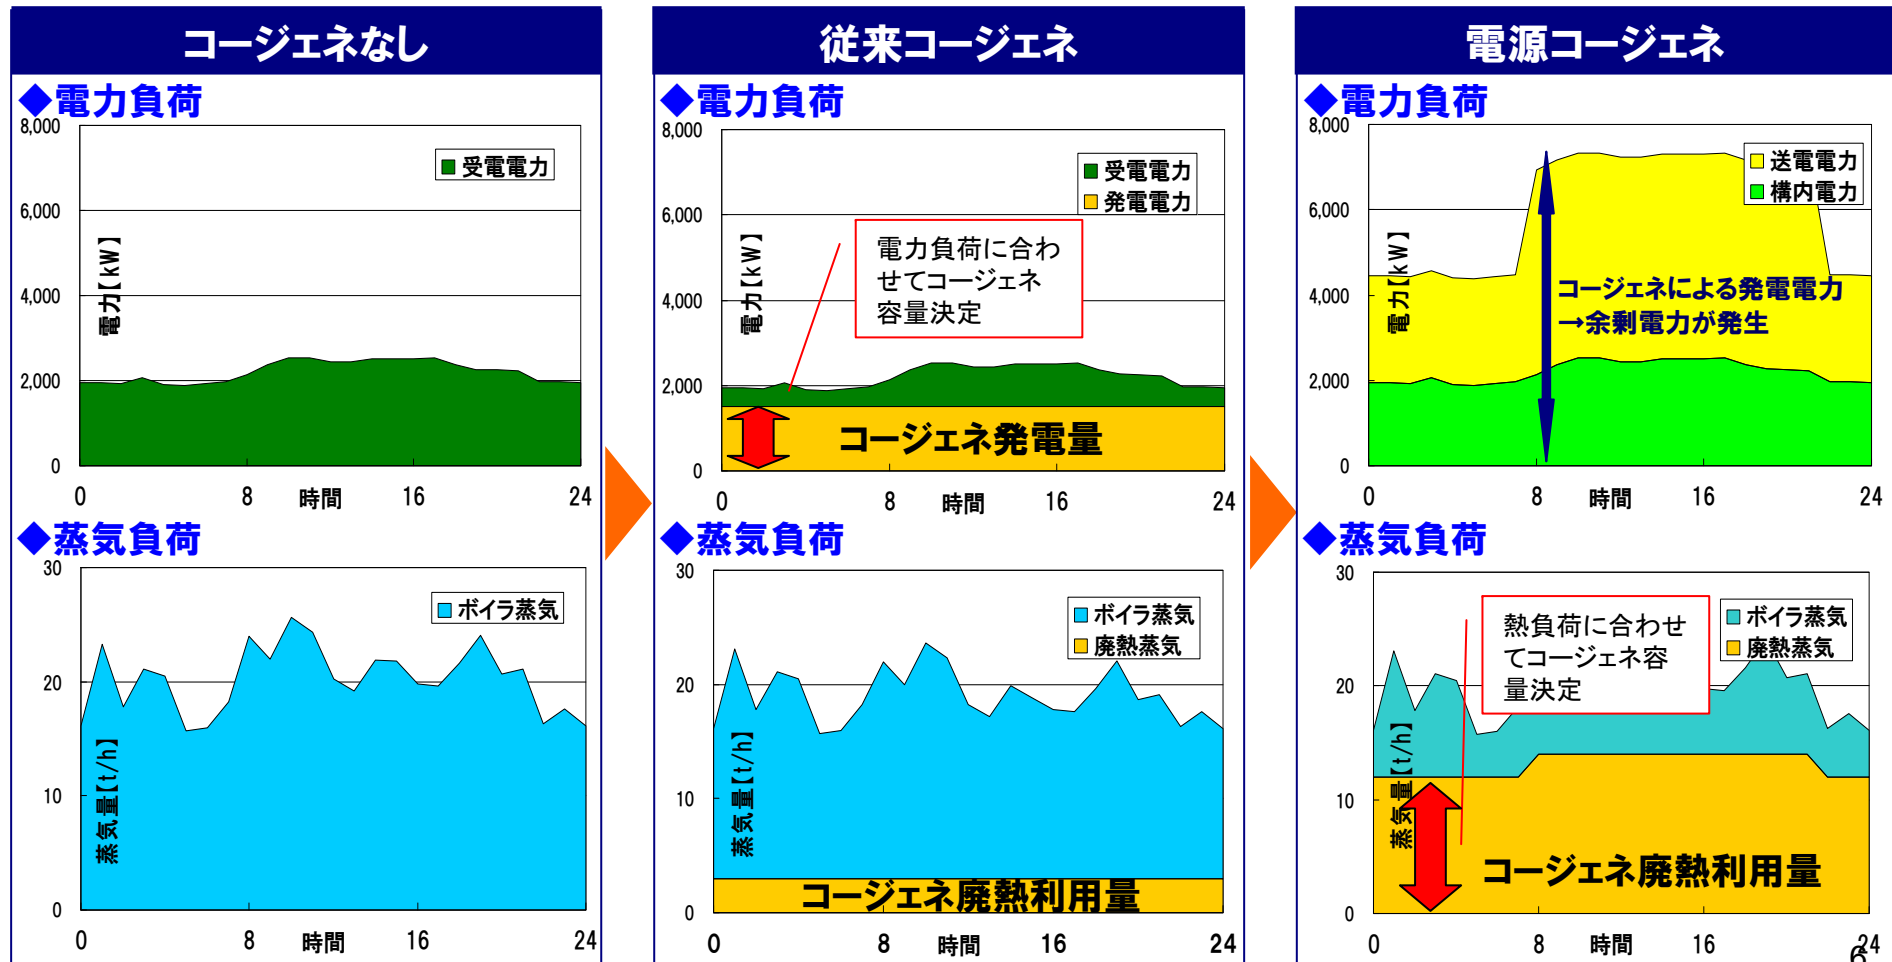 コージェネなし
◆電力負荷
8,000
6,000
4,000
2,000
0
電力【kW】
受電電力
0
8
時間
16
24
◆蒸気負荷
30
20
10
0
蒸気量【t/h】
ボイラ蒸気
0
8
時間
16
24
従来コージェネ
◆電力負荷
8,000
6,000
4,000
2,000
0
電力【kW】
受電電力
発電電力
電力負荷に合わ
せてコージェネ
容量決定
コージェネ発電量
0
8
時間
16
24
◆蒸気負荷
30
20
10
0
蒸気量【t/h】
ボイラ蒸気
廃熱蒸気
コージェネ廃熱利用量
0
8
時間
16
24
電源コージェネ
◆電力負荷
8,000
6,000
4,000
2,000
0
電力【kW】
送電電力
構内電力
コージェネによる発電電力
→余剰電力が発生
0
8
時間
16
24
◆蒸気負荷
30
20
10
0
蒸気量【t/h】
ボイラ蒸気
廃熱蒸気
熱負荷に合わせ
てコージェネ容
量決定
コージェネ廃熱利用量
0
8
時間
16
24
6